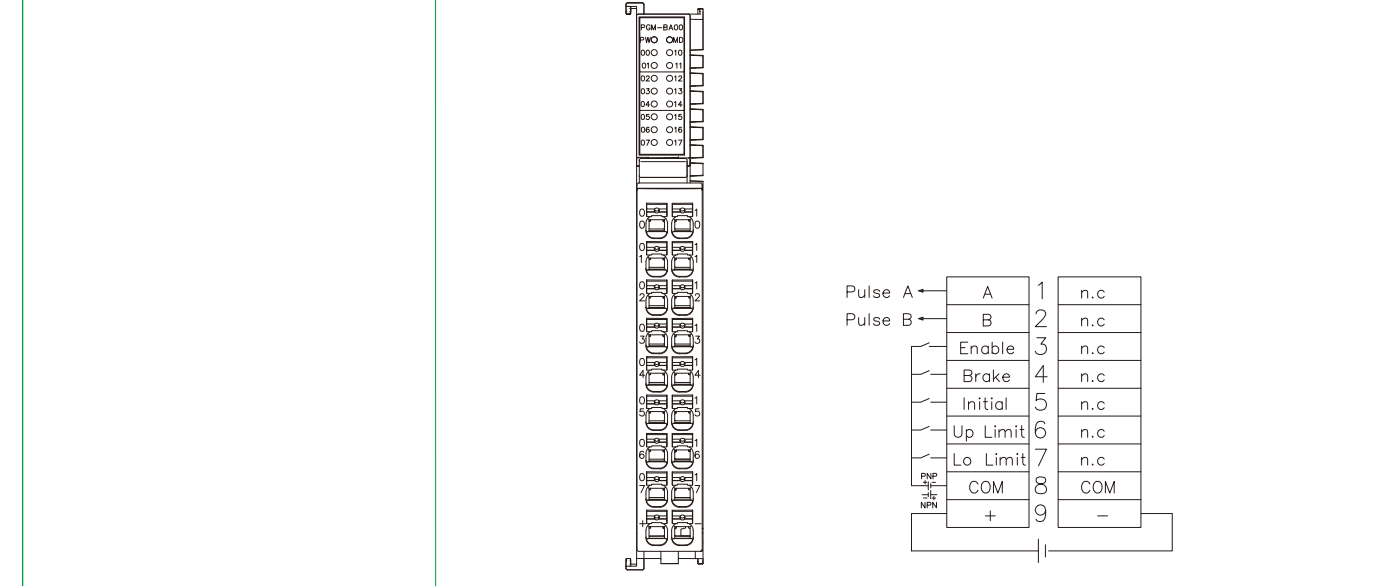 PGM-BA00
PW MD
00 10
01 11
02 12
03 13
04 14
05 15
06 16
07 17
0 1
0 0
0 1
1 1
0 1
2 2
0 1
3 3
0 1
4 4
0 1
5 5
0 1
6 6
0 1
7 7
+ -
Pulse A A 1 n.c
Pulse B B 2 n.c
Enable 3 n.c
Brake 4 n.c
Initial 5 n.c
Up Limit 6 n.c
Lo Limit 7 n.c
PNP
+
COM 8 COM
+
NPN
+ 9 -